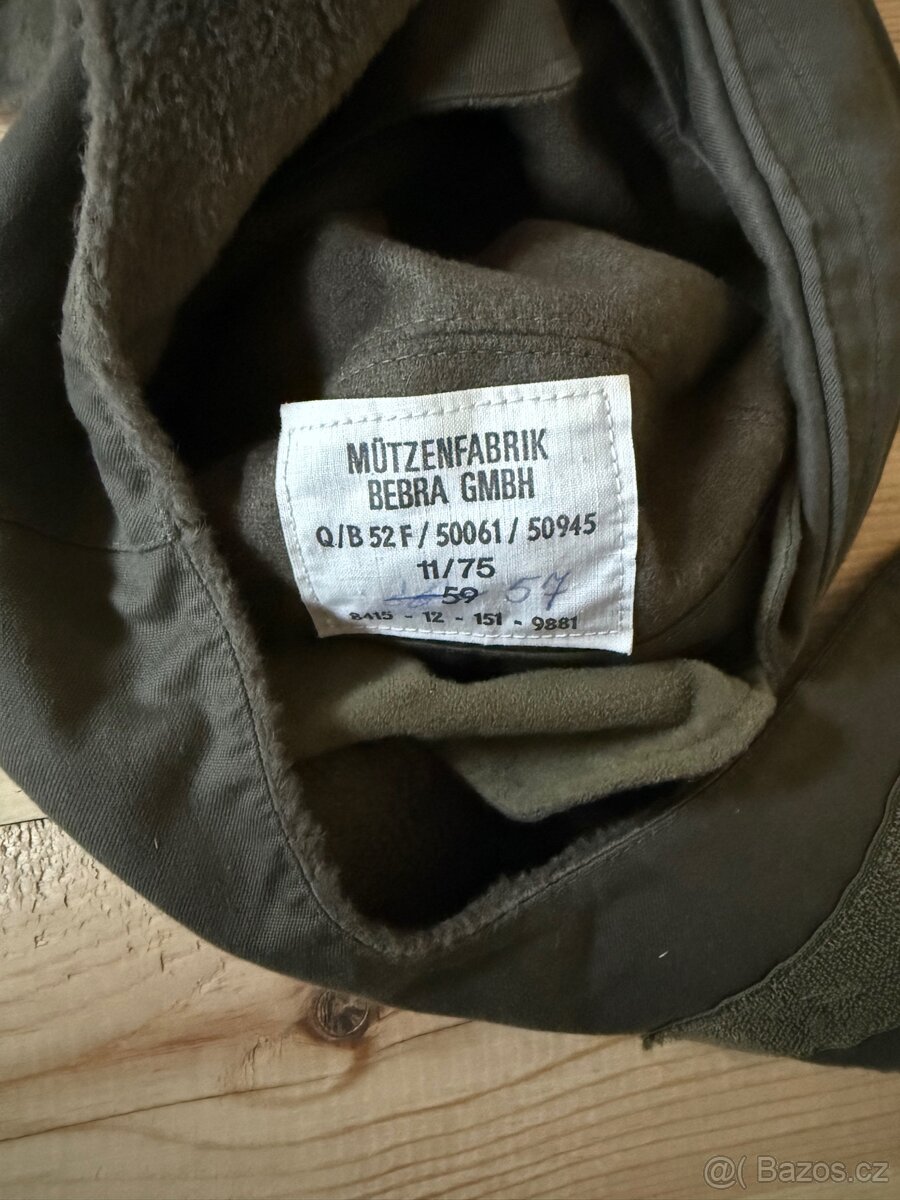 MÜTZENFABRIK
BEBRA GMBH
Q/B 52 F / 50061 / 50945
11/75
59 57
8415 - 12 - 151 - 9881
@( Bazos.cz